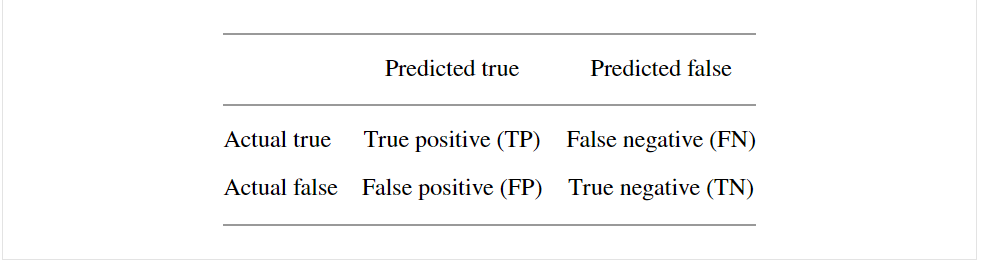 Predicted true Predicted false
Actual true True positive (TP) False negative (FN)
Actual false False positive (FP) True negative (TN)